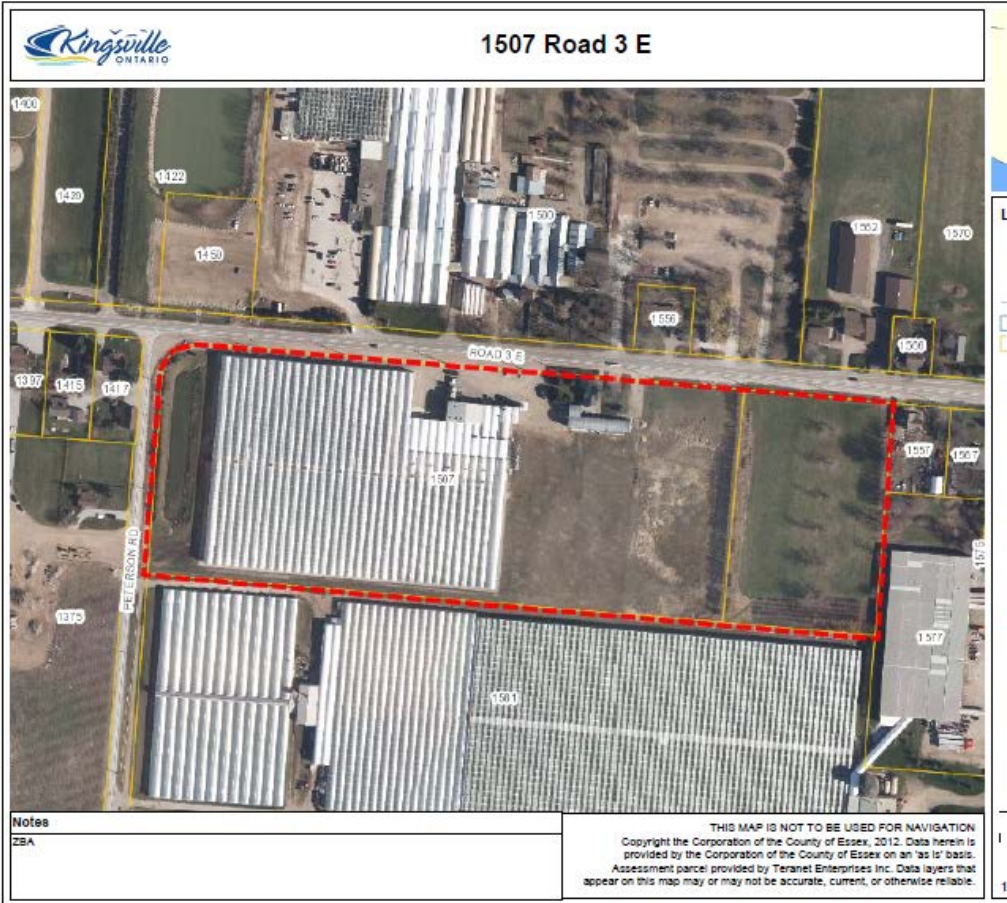 Kingsville
ONTARIO
1507 Road 3 E
1400
1439
1422
1450
1500
1552
1570
1556
1566
ROAD 3 E
1397
1415
1417
1507
1557
1567
PETERSON RD
1575
1375
1577
1581
Notes
ZBA
THIS MAP IS NOT TO BE USED FOR NAVIGATION
Copyright the Corporation of the County of Essex, 2012. Data herein is
provided by the Corporation of the County of Essex on an 'as is' basis.
Assessment parcel provided by Teranet Enterprises Inc. Data layers that
appear on this map may or may not be accurate, current, or otherwise reliable.